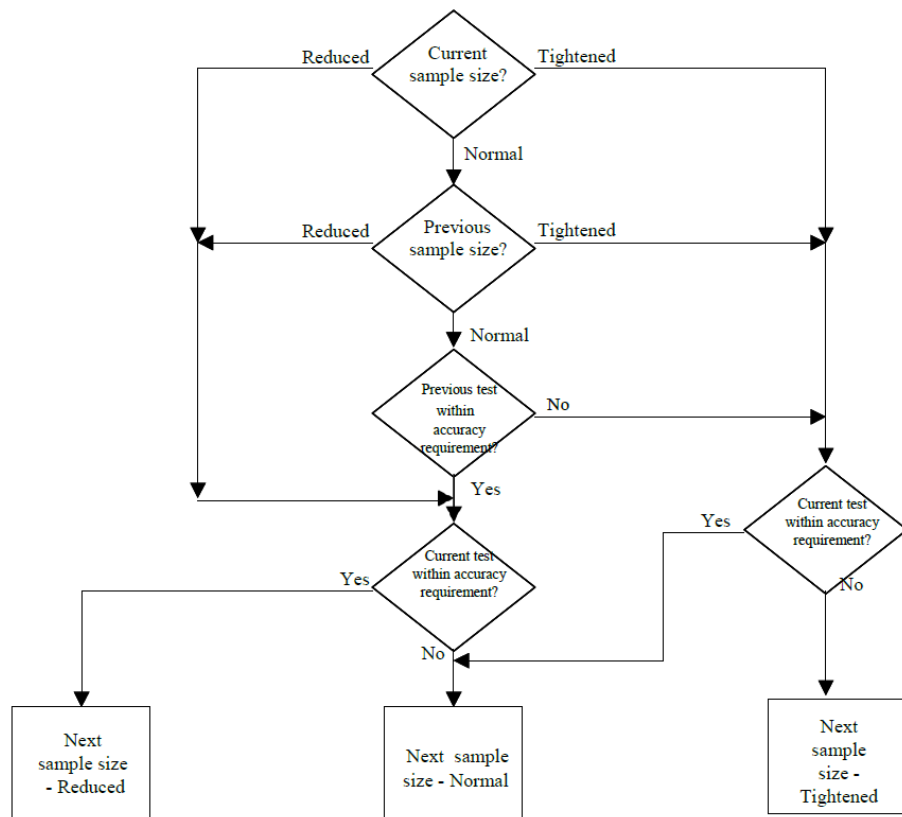 Reduced
Current
sample size?
Tightened
Normal
Reduced
Previous
sample size?
Tightened
Normal
Previous test
within
accuracy
requirement?
No
Yes
Current test
within accuracy
requirement?
Yes
No
Current test
within accuracy
requirement?
Yes
No
Next
sample size
- Reduced
Next sample
size - Normal
Next
sample
size -
Tightened